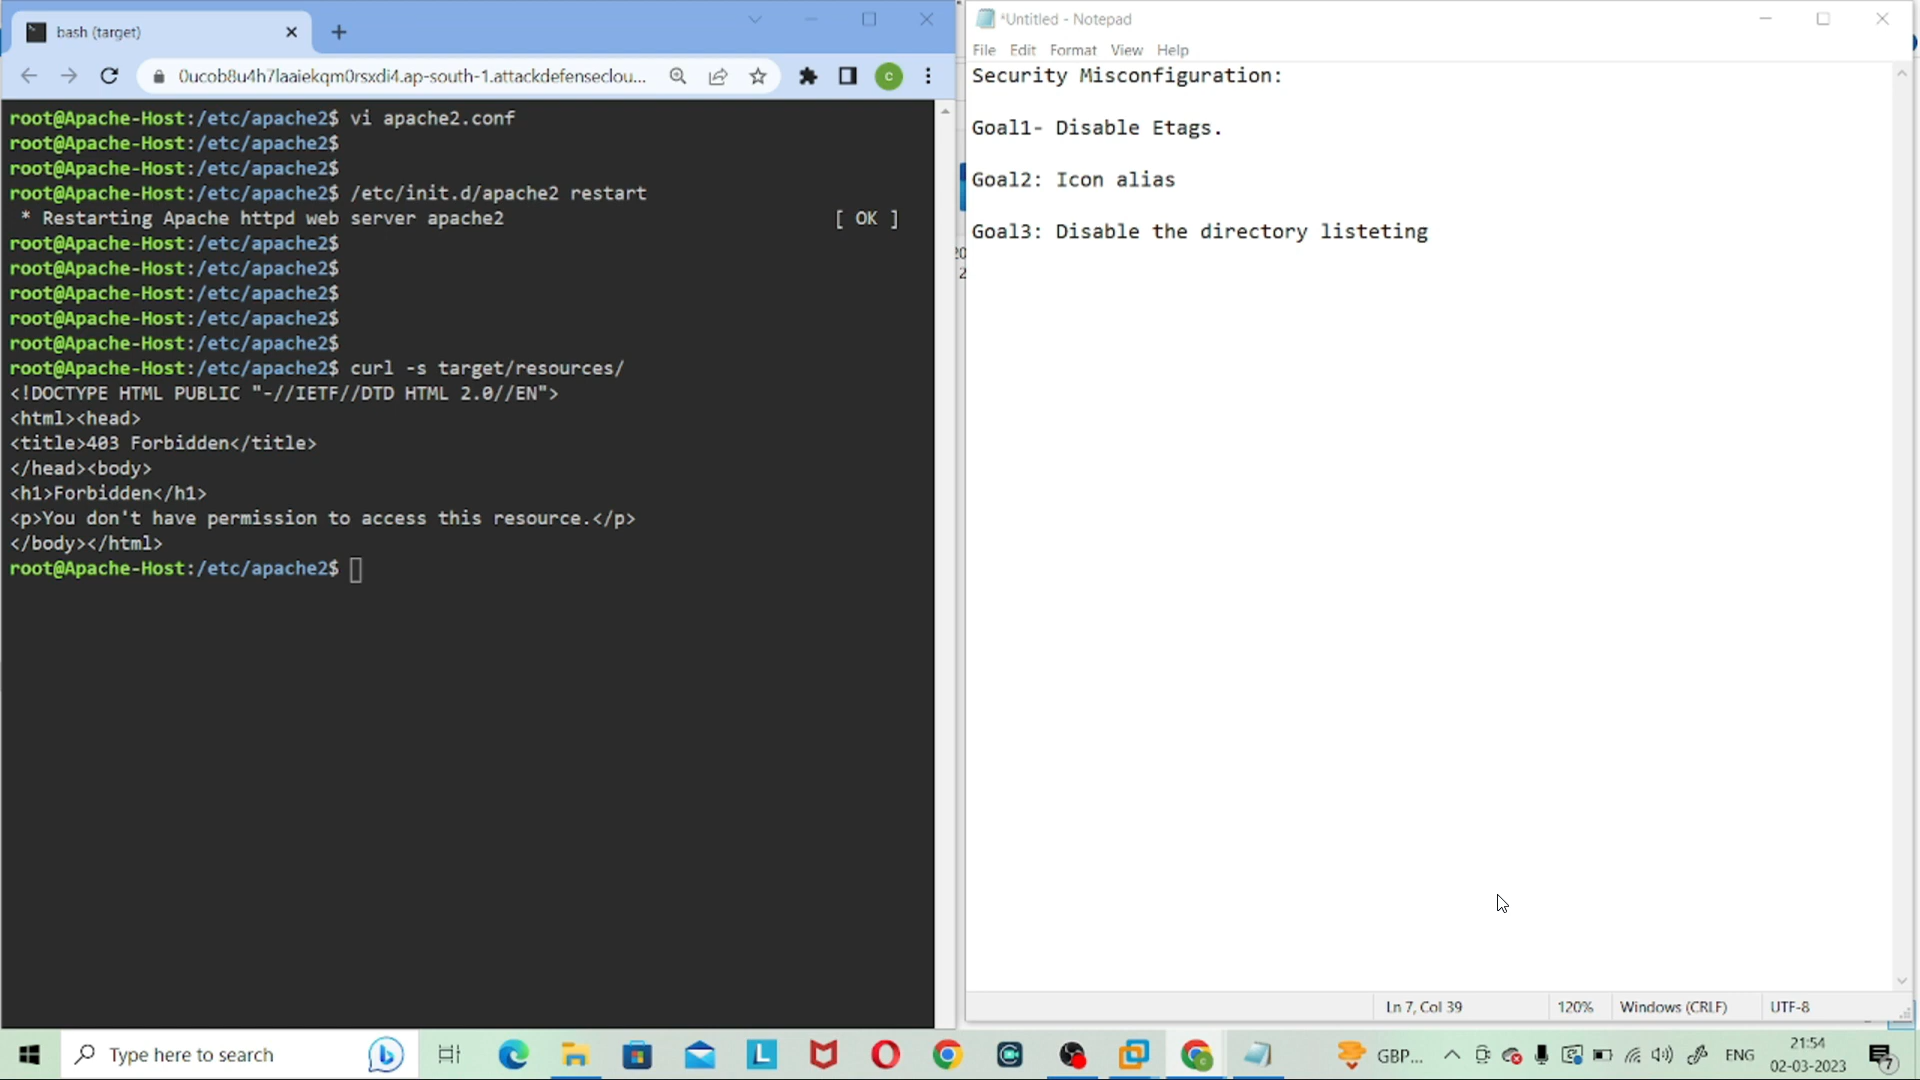 bash (target)
0ucob8u4h7laaiekqm0rsxdi4.ap-south-1.attackdefenseclou...
c
root@Apache-Host:/etc/apache2$ vi apache2.conf
root@Apache-Host:/etc/apache2$
root@Apache-Host:/etc/apache2$
root@Apache-Host:/etc/apache2$ /etc/init.d/apache2 restart
* Restarting Apache httpd web server apache2 [ OK ]
root@Apache-Host:/etc/apache2$
root@Apache-Host:/etc/apache2$
root@Apache-Host:/etc/apache2$
root@Apache-Host:/etc/apache2$
root@Apache-Host:/etc/apache2$
root@Apache-Host:/etc/apache2$ curl -s target/resources/
<!DOCTYPE HTML PUBLIC "-//IETF//DTD HTML 2.0//EN">
<html><head>
<title>403 Forbidden</title>
</head><body>
<h1>Forbidden</h1>
<p>You don't have permission to access this resource.</p>
</body></html>
root@Apache-Host:/etc/apache2$
*Untitled - Notepad
File Edit Format View Help
Security Misconfiguration:
Goal1- Disable Etags.
Goal2: Icon alias
Goal3: Disable the directory listeting
Ln 7, Col 39 120% Windows (CRLF) UTF-8
Type here to search
L
GBP...
ENG
21:54
02-03-2023
7